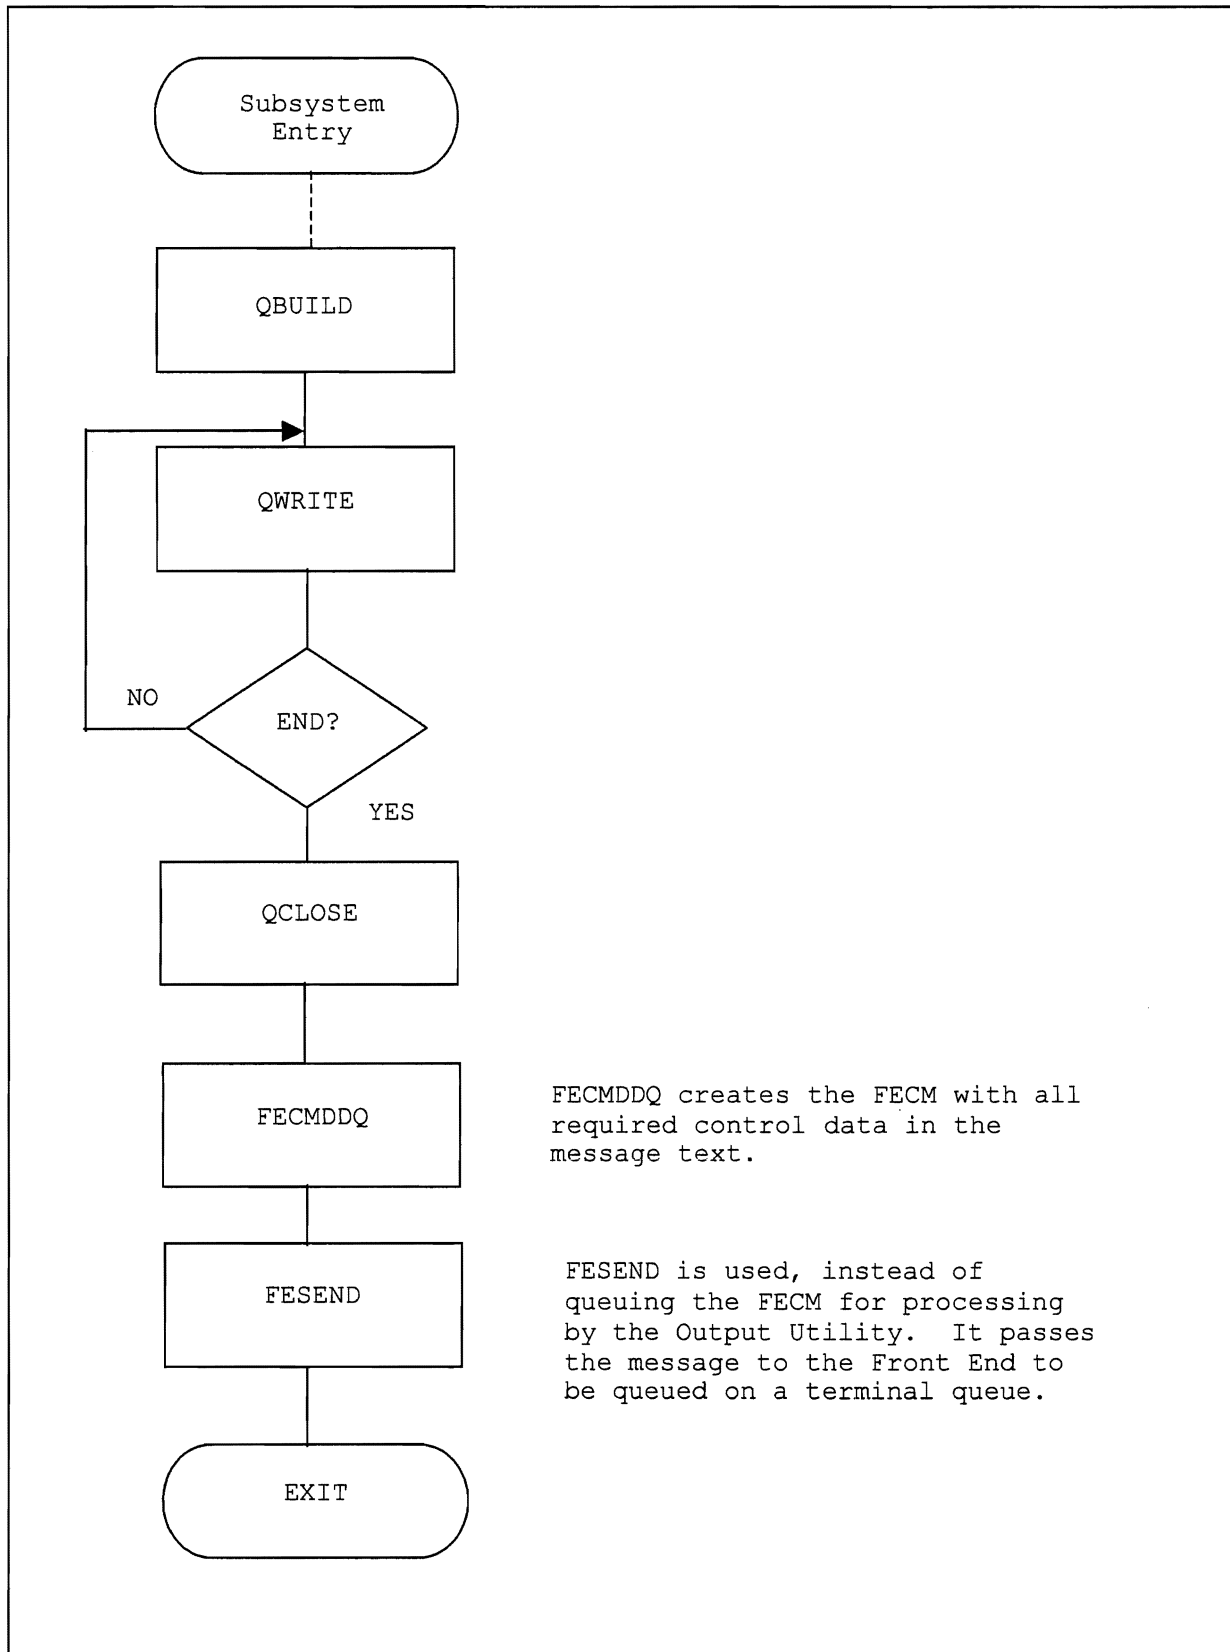 Subsystem
Entry
QBUILD
QWRITE
NO
END?
YES
QCLOSE
FECMDDQ
FECMDDQ creates the FECM with all
required control data in the
message text.
FESEND
FESEND is used, instead of
queuing the FECM for processing
by the Output Utility.  It passes
the message to the Front End to
be queued on a terminal queue.
EXIT